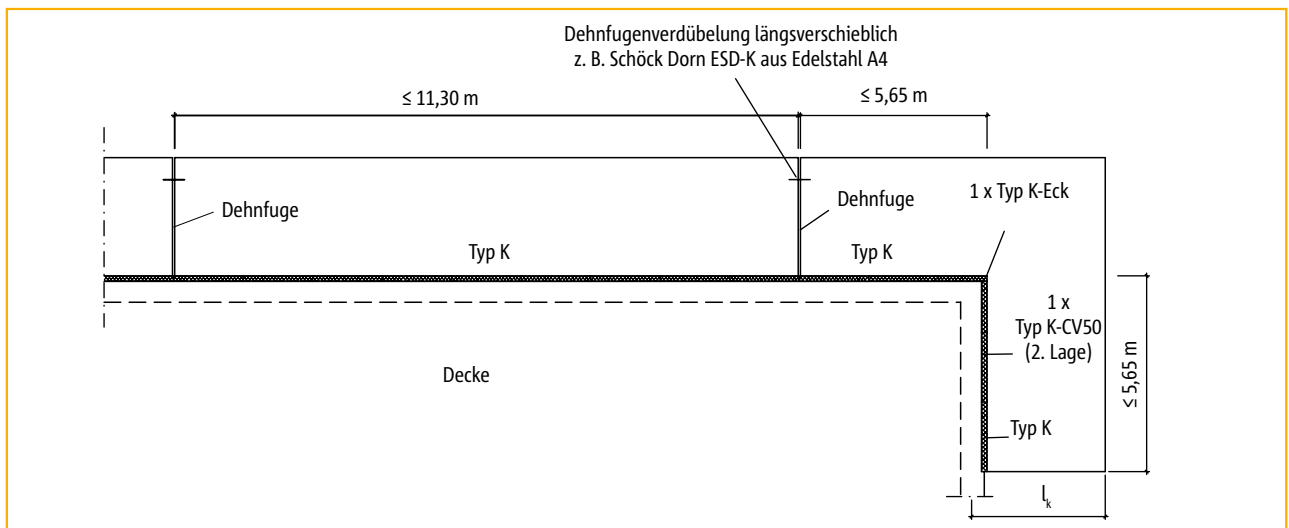 Dehnfugenverdübelung längsverschieblich
z. B. Schöck Dorn ESD-K aus Edelstahl A4
≤ 11,30 m
≤ 5,65 m
Dehnfuge
Dehnfuge
1 x Typ K-Eck
Typ K
Typ K
1 x
Typ K-CV50
(2. Lage)
≤ 5,65 m
Decke
Typ K
lk